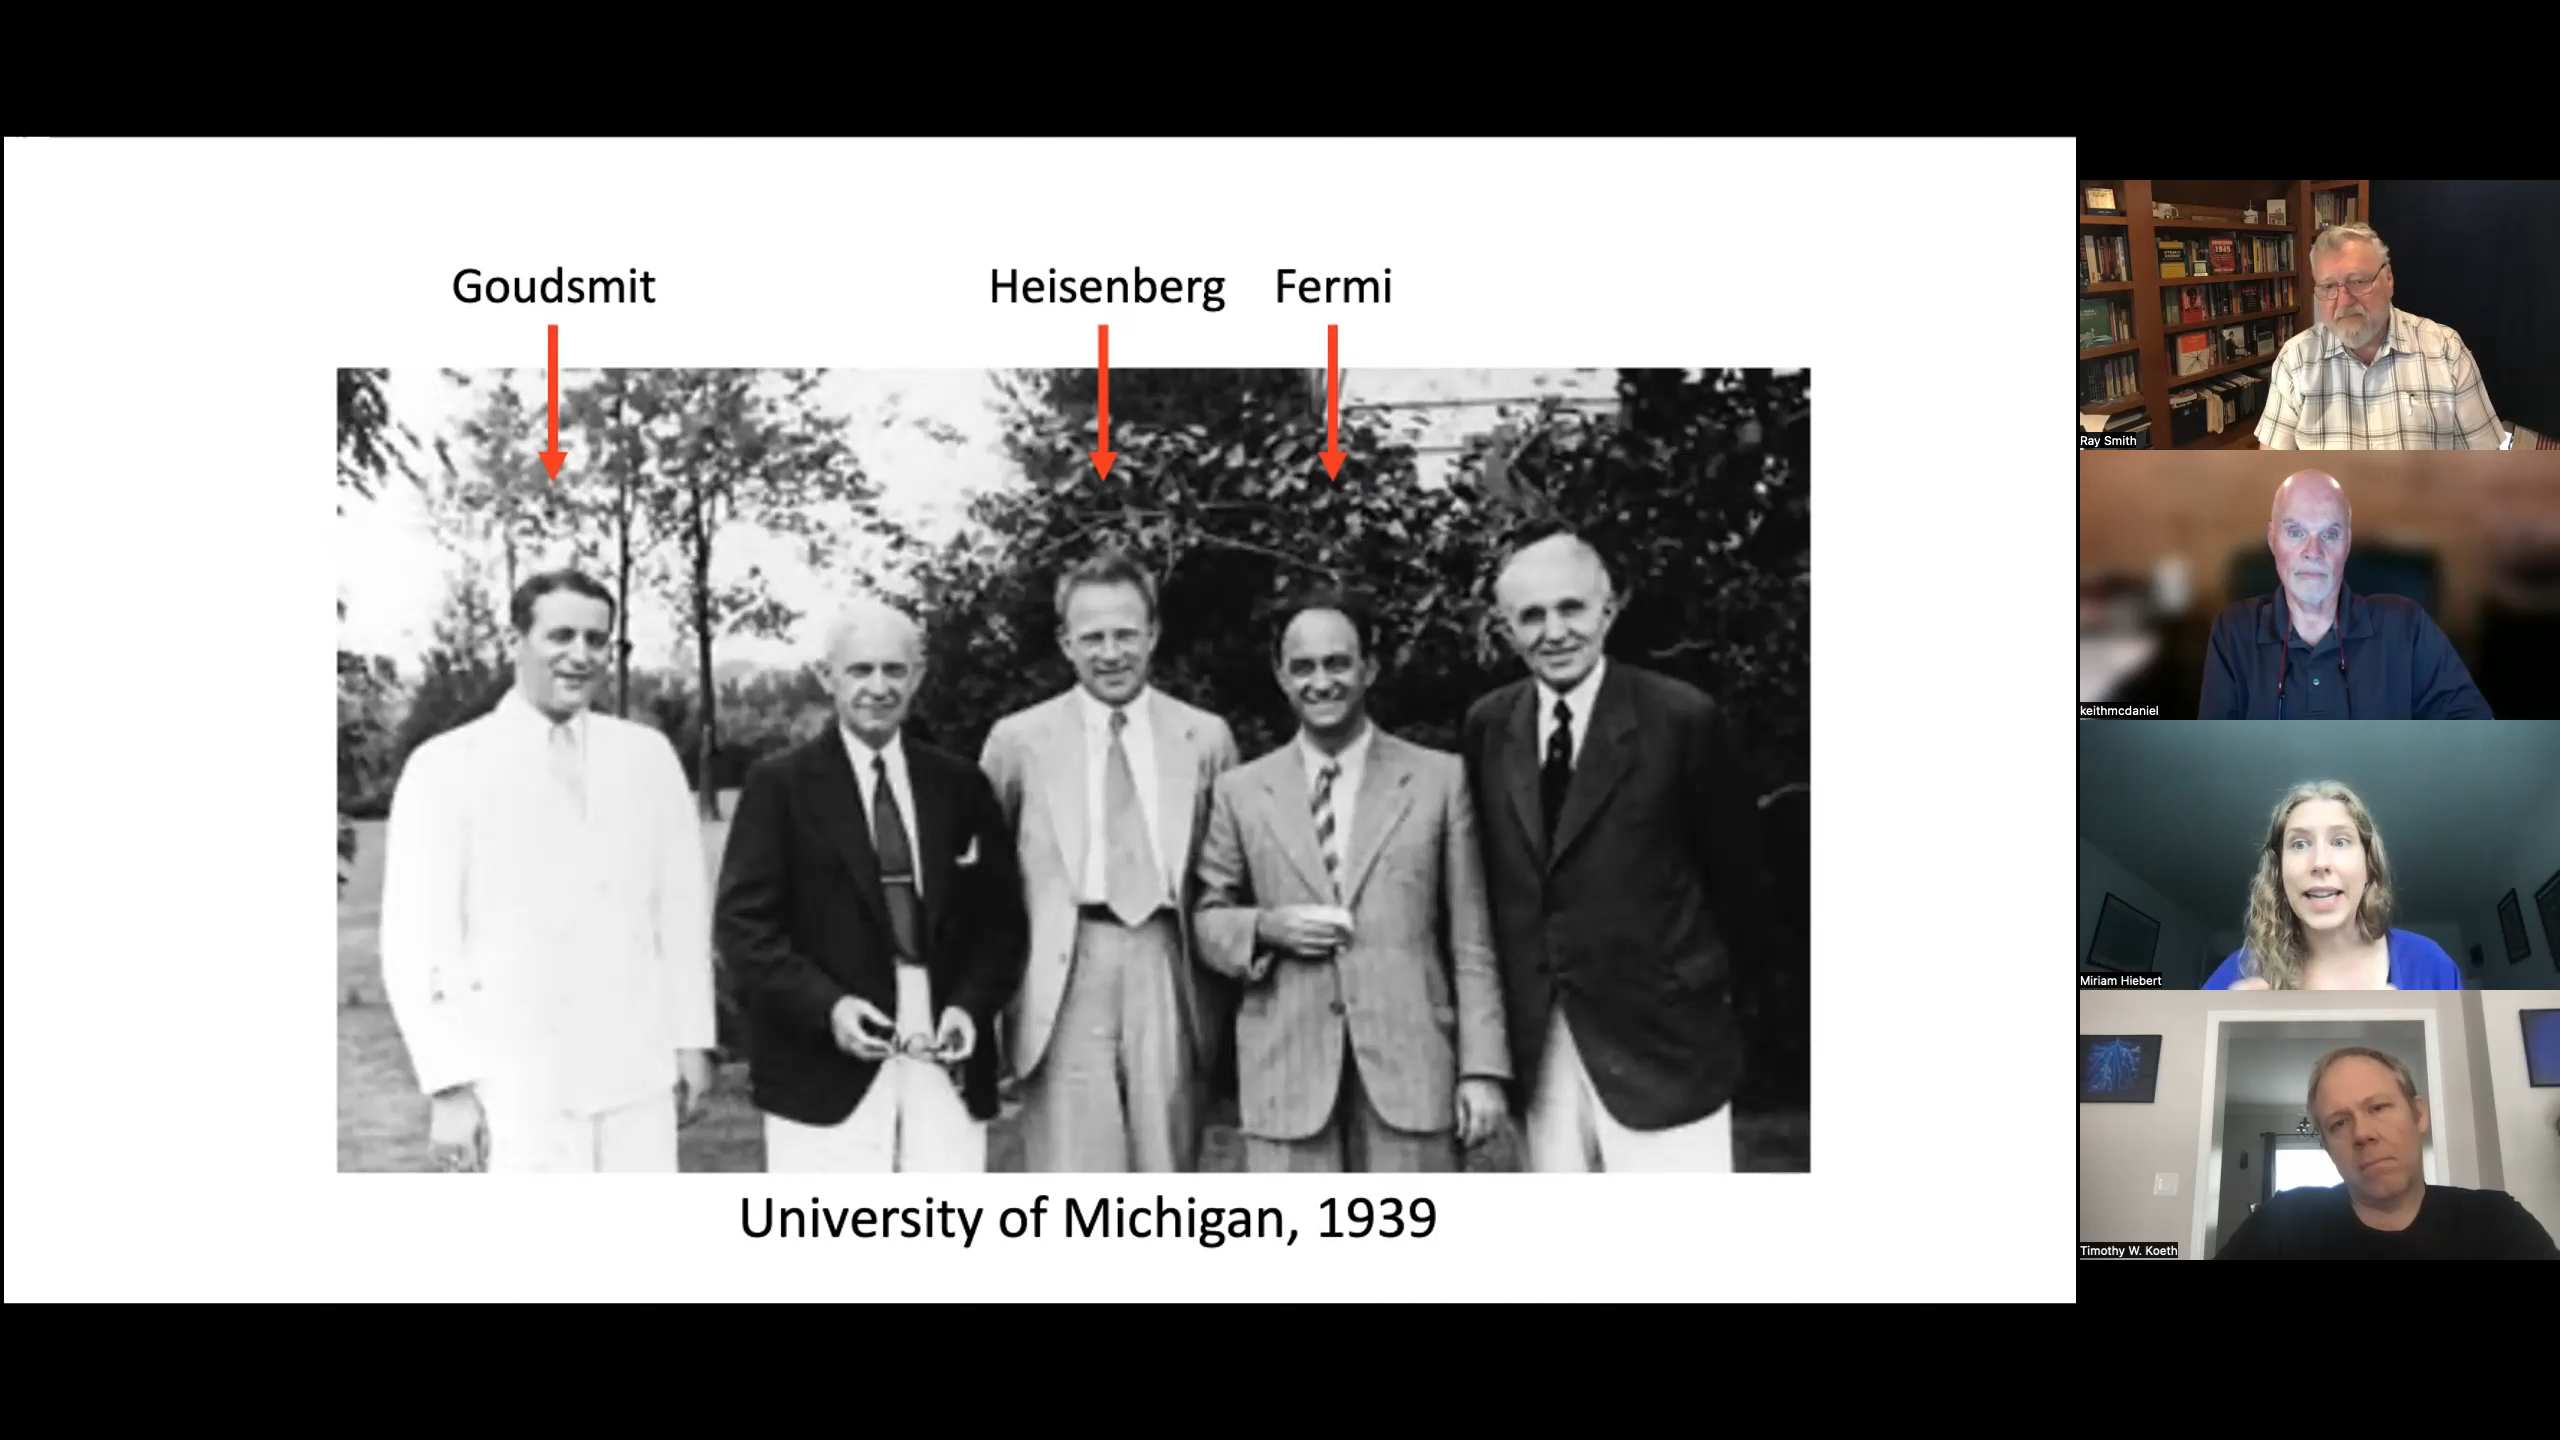 Goudsmit
Heisenberg
Fermi
University of Michigan, 1939
Ray Smith
keithmcdaniel
Miriam Hiebert
Timothy W. Koeth